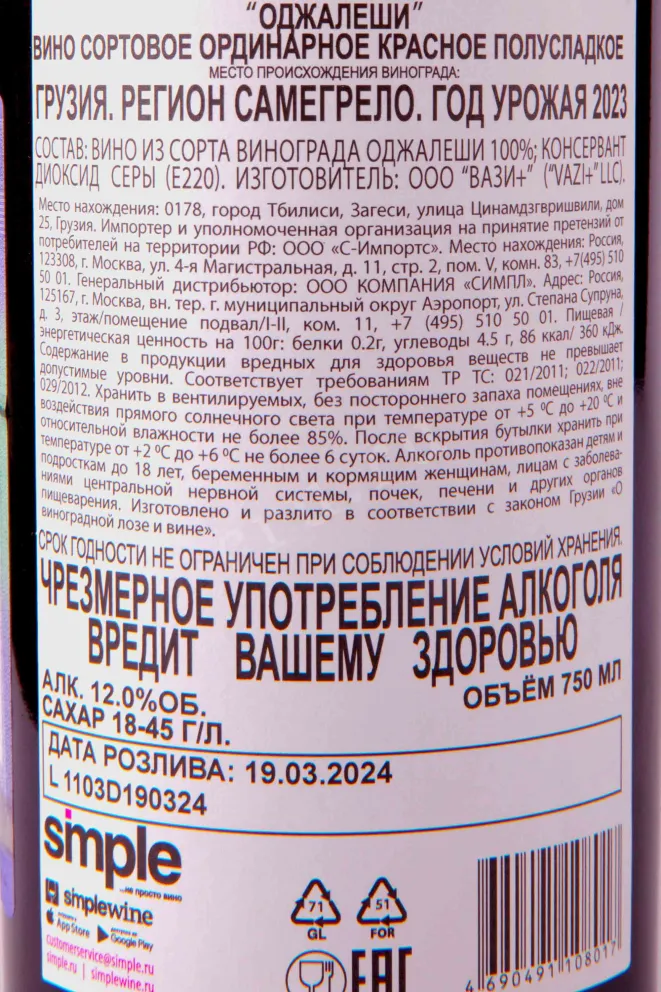 "ОДЖАЛЕШИ"
ВИНО СОРТОВОЕ ОРДИНАРНОЕ КРАСНОЕ ПОЛУСЛАДКОЕ
МЕСТО ПРОИСХОЖДЕНИЯ ВИНОГРАДА:
ГРУЗИЯ. РЕГИОН САМЕГРЕЛО. ГОД УРОЖАЯ 2023
СОСТАВ: ВИНО ИЗ СОРТА ВИНОГРАДА ОДЖАЛЕШИ 100%; КОНСЕРВАНТ
ДИОКСИД СЕРЫ (Е220). ИЗГОТОВИТЕЛЬ: ООО "ВАЗИ+" ("VAZI+" LLC).
Место нахождения: 0178, город Тбилиси, Загеси, улица Цинамдзгвришвили, дом
25, Грузия. Импортер и уполномоченная организация на принятие претензий от
потребителей на территории РФ: ООО «С-Импортс». Место нахождения: Россия,
123308, г. Москва, ул. 4-я Магистральная, д. 11, стр. 2, пом. V, комн. 83, +7(495) 510
50 01. Генеральный дистрибьютор: ООО КОМПАНИЯ «СИМПЛ». Адрес: Россия,
125167, г. Москва, вн. тер. г. муниципальный округ Аэропорт, ул. Степана Супруна,
д. 3, этаж/помещение подвал/I-II, ком. 11, +7 (495) 510 50 01. Пищевая /
энергетическая ценность на 100г: белки 0.2г, углеводы 4.5 г, 86 ккал/ 360 кДж.
Содержание в продукции вредных для здоровья веществ не превышает
допустимые уровни. Соответствует требованиям ТР ТС: 021/2011; 022/2011;
029/2012. Хранить в вентилируемых, без постороннего запаха помещениях, вне
воздействия прямого солнечного света при температуре от +5 ºC до +20 ºC и
относительной влажности не более 85%. После вскрытия бутылки хранить при
температуре от +2 ºC до +6 ºC не более 6 суток. Алкоголь противопоказан детям и
подросткам до 18 лет, беременным и кормящим женщинам, лицам с заболева-
ниями центральной нервной системы, почек, печени и других органов
пищеварения. Изготовлено и разлито в соответствии с законом Грузии «О
виноградной лозе и вине».
СРОК ГОДНОСТИ НЕ ОГРАНИЧЕН ПРИ СОБЛЮДЕНИИ УСЛОВИЙ ХРАНЕНИЯ.
ЧРЕЗМЕРНОЕ УПОТРЕБЛЕНИЕ АЛКОГОЛЯ
ВРЕДИТ ВАШЕМУ ЗДОРОВЬЮ
АЛК. 12.0%ОБ.
ОБЪЁМ 750 МЛ
САХАР 18-45 Г/Л.
ДАТА РОЗЛИВА: 19.03.2024
L 1103D190324
simple
...не просто вино
simplewine
App Store
Google Play
customerservice@simple.ru
simple.ru | simplewine.ru
71
GL
51
FOR
EAC
4 690491 108017